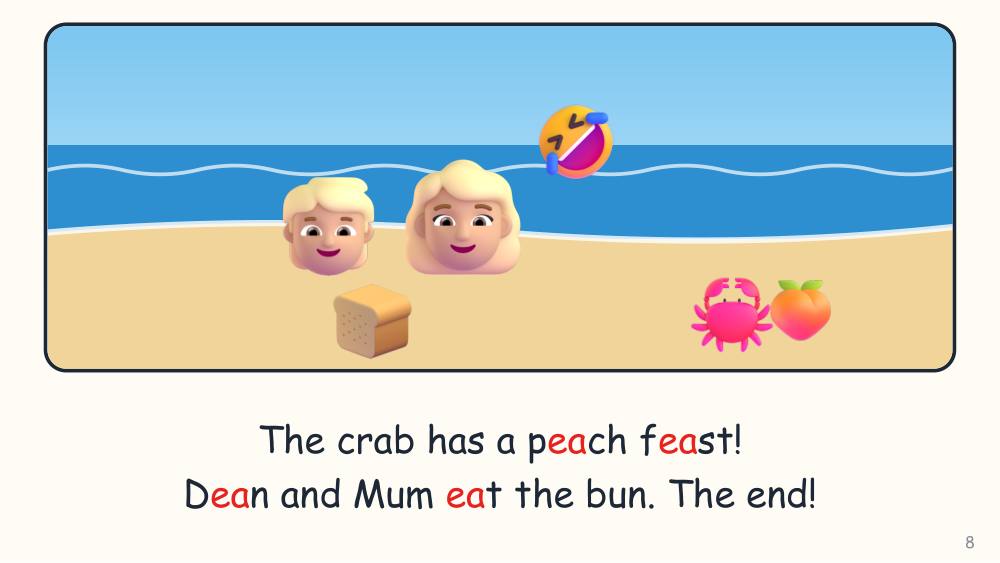 The crab has a peach feast!
Dean and Mum eat the bun. The end!
8